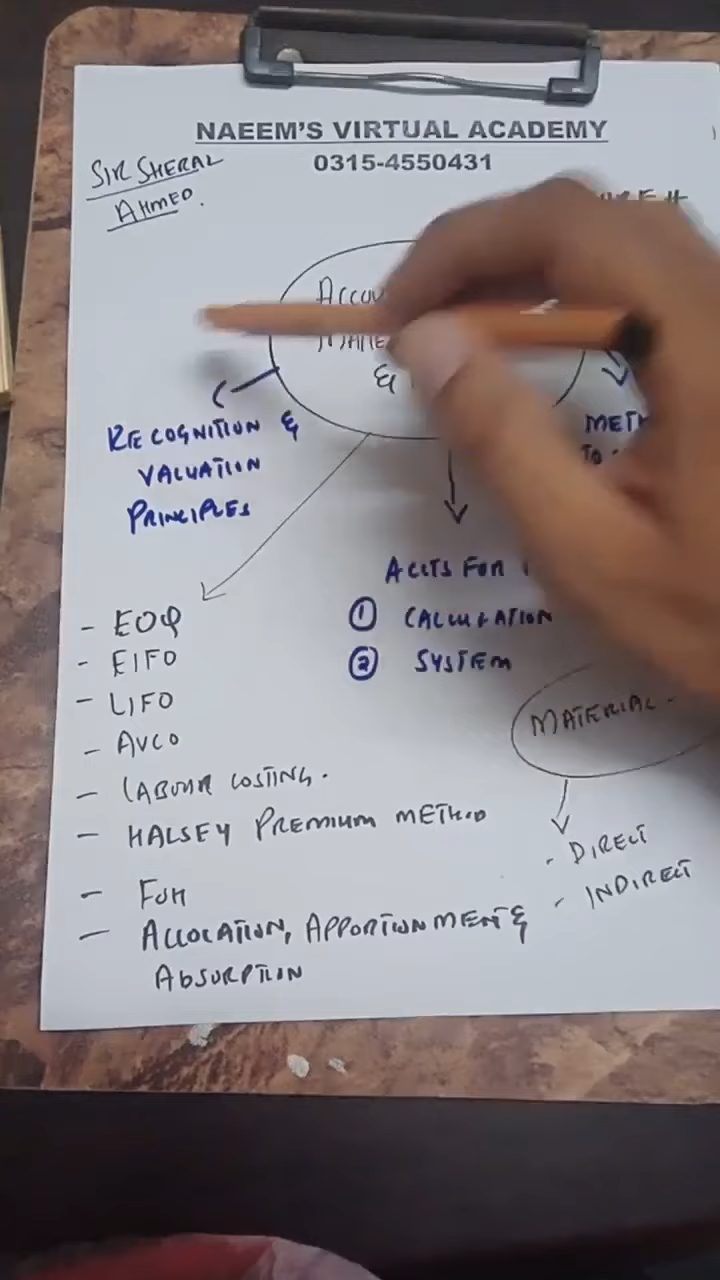 NAEEM'S VIRTUAL ACADEMY
0315-4550431
SIR SHERAZ
AHMED.
&
RECOGNITION &
VALUATION
PRINCIPLES
ACCTS FOR
① CALCULATION
② SYSTEM
MATERIAL
- DIRECT
- INDIRECT
- EOQ
- FIFO
- LIFO
- AVCO
- LABOUR COSTING.
- HALSEY PREMIUM METHOD
- FOH
- ALLOCATION, APPORTIONMENT &
ABSORPTION